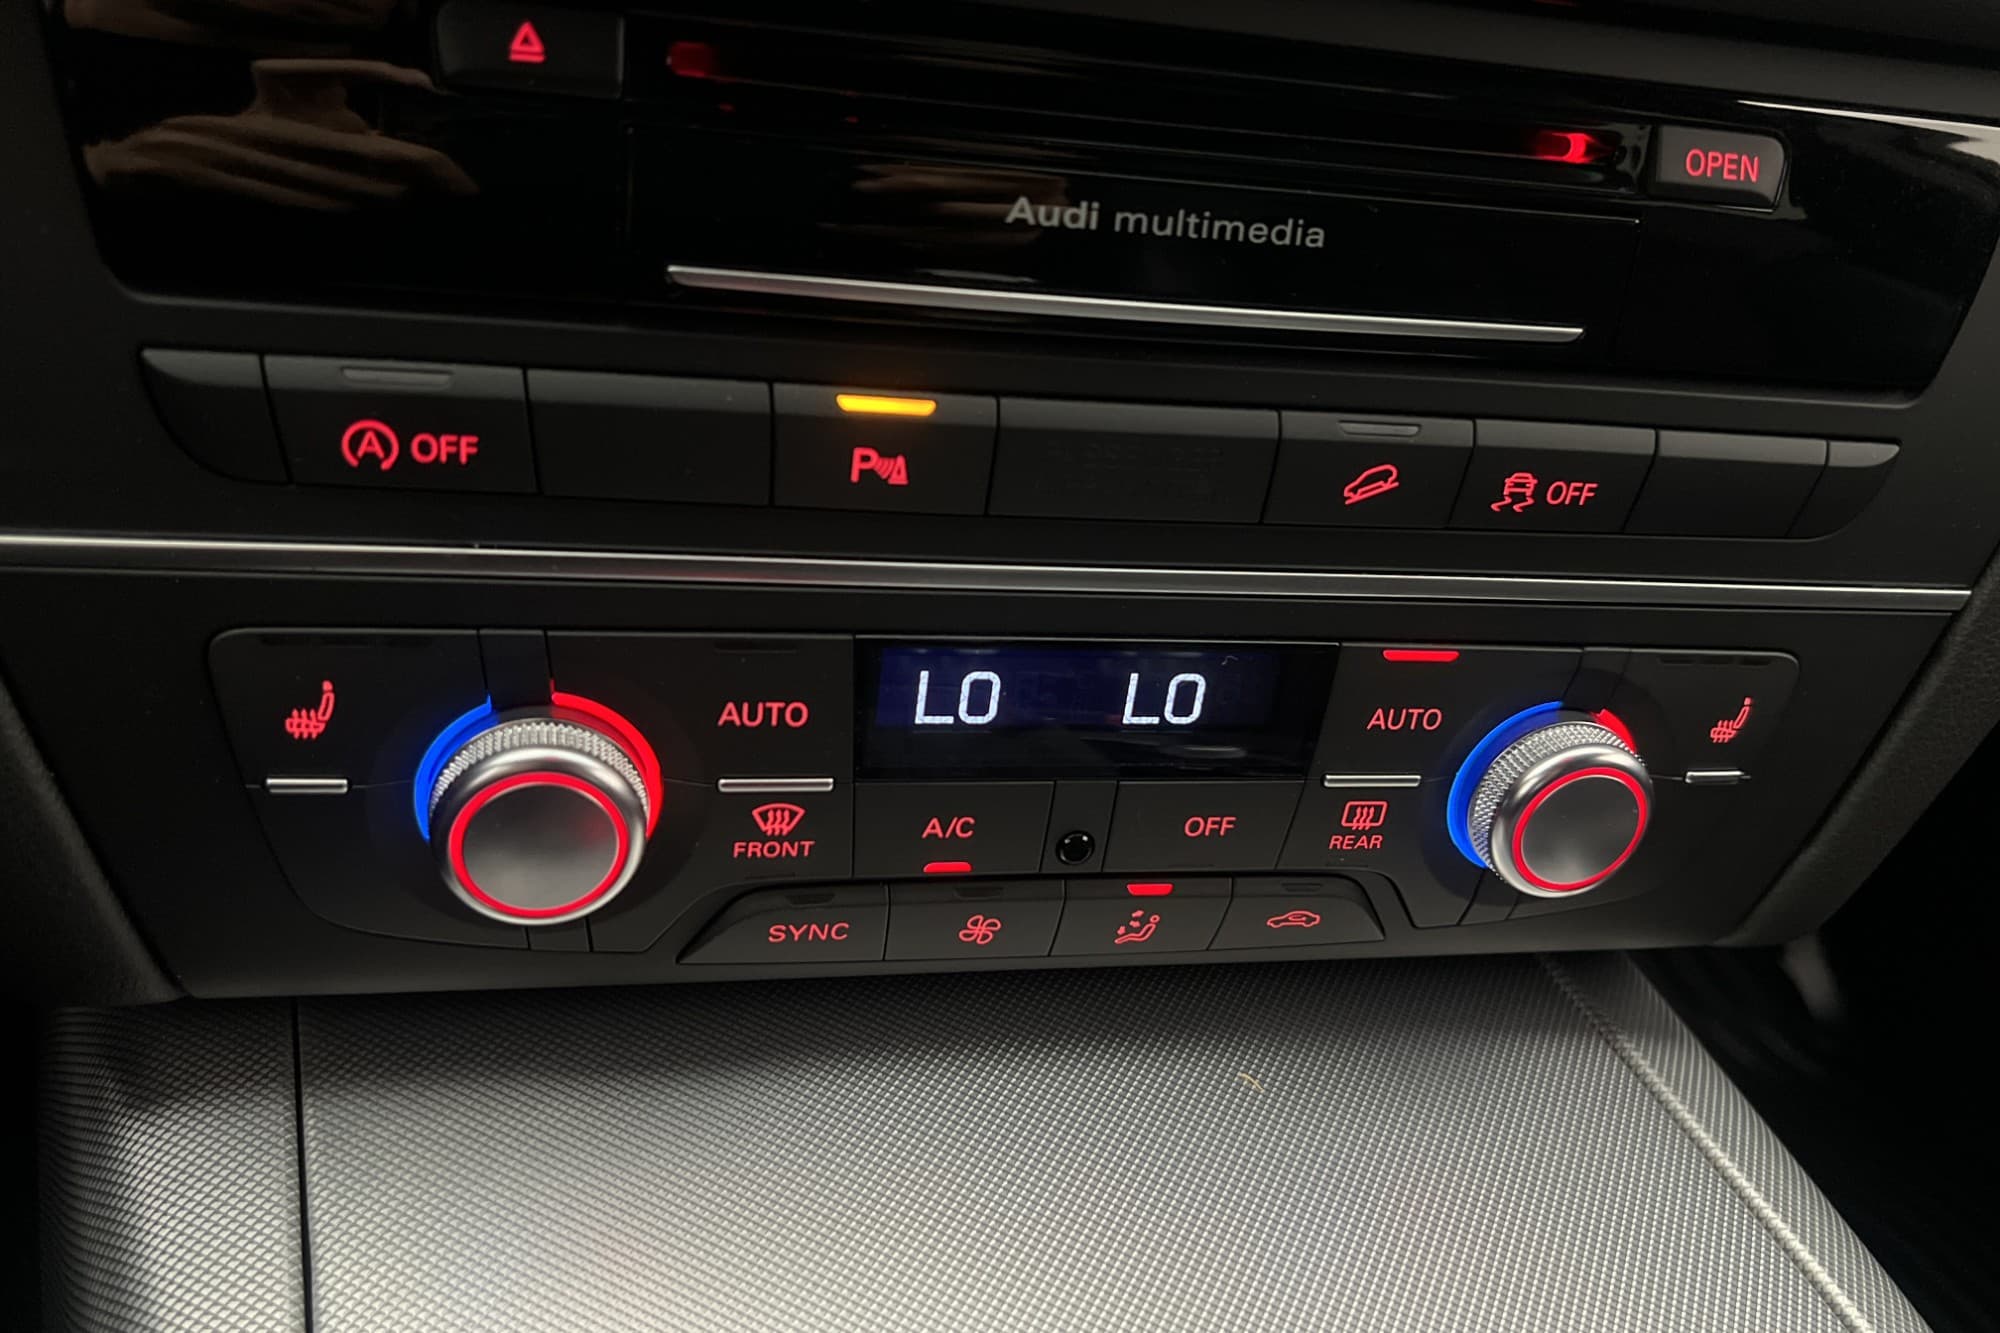 OPEN
Audi multimedia
A OFF
P
OFF
AUTO
LO LO
AUTO
FRONT
A/C
OFF
REAR
SYNC